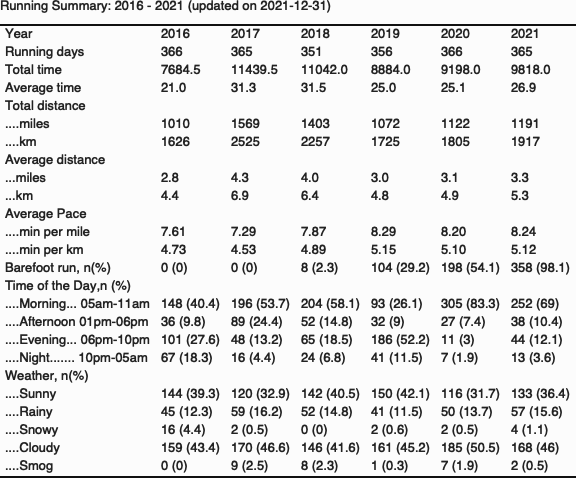 Running Summary: 2016 - 2021 (updated on 2021-12-31)
Year 2016 2017 2018 2019 2020 2021
Running days 366 365 351 356 366 365
Total time 7684.5 11439.5 11042.0 8884.0 9198.0 9818.0
Average time 21.0 31.3 31.5 25.0 25.1 26.9
Total distance
....miles 1010 1569 1403 1072 1122 1191
....km 1626 2525 2257 1725 1805 1917
Average distance
...miles 2.8 4.3 4.0 3.0 3.1 3.3
...km 4.4 6.9 6.4 4.8 4.9 5.3
Average Pace
....min per mile 7.61 7.29 7.87 8.29 8.20 8.24
....min per km 4.73 4.53 4.89 5.15 5.10 5.12
Barefoot run, n(%) 0 (0) 0 (0) 8 (2.3) 104 (29.2) 198 (54.1) 358 (98.1)
Time of the Day,n (%)
....Morning... 05am-11am 148 (40.4) 196 (53.7) 204 (58.1) 93 (26.1) 305 (83.3) 252 (69)
....Afternoon 01pm-06pm 36 (9.8) 89 (24.4) 52 (14.8) 32 (9) 27 (7.4) 38 (10.4)
....Evening... 06pm-10pm 101 (27.6) 48 (13.2) 65 (18.5) 186 (52.2) 11 (3) 44 (12.1)
....Night....... 10pm-05am 67 (18.3) 16 (4.4) 24 (6.8) 41 (11.5) 7 (1.9) 13 (3.6)
Weather, n(%)
....Sunny 144 (39.3) 120 (32.9) 142 (40.5) 150 (42.1) 116 (31.7) 133 (36.4)
....Rainy 45 (12.3) 59 (16.2) 52 (14.8) 41 (11.5) 50 (13.7) 57 (15.6)
....Snowy 16 (4.4) 2 (0.5) 0 (0) 2 (0.6) 2 (0.5) 4 (1.1)
....Cloudy 159 (43.4) 170 (46.6) 146 (41.6) 161 (45.2) 185 (50.5) 168 (46)
....Smog 0 (0) 9 (2.5) 8 (2.3) 1 (0.3) 7 (1.9) 2 (0.5)